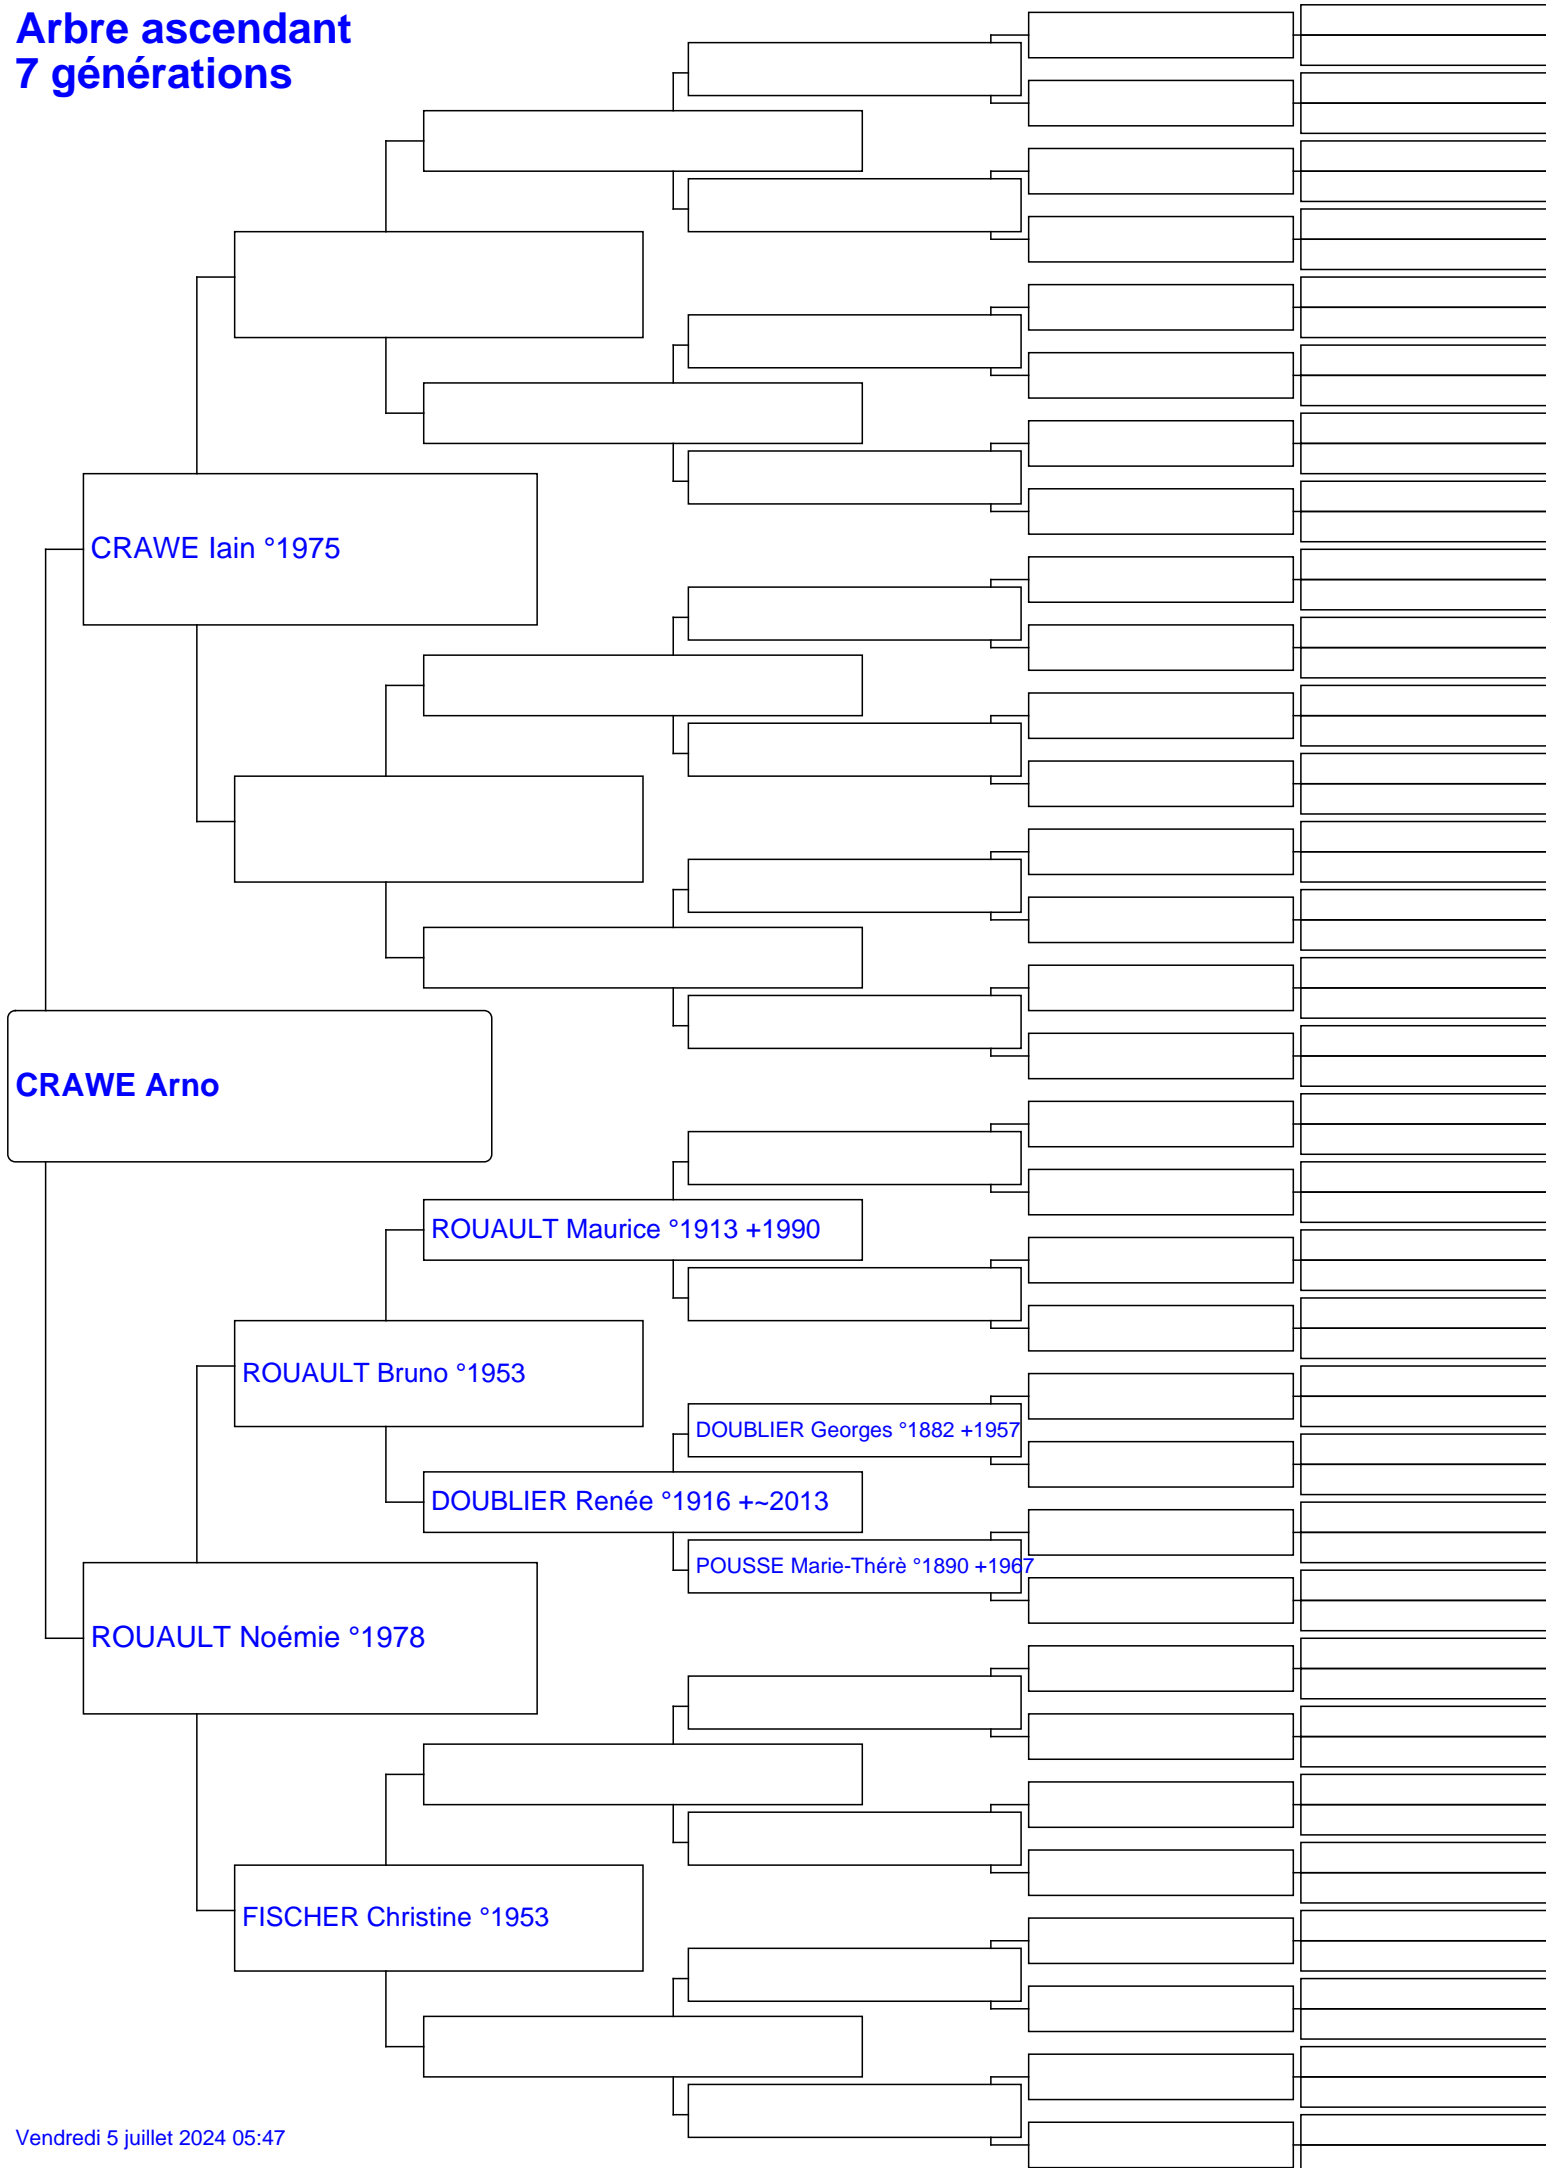 Arbre ascendant
7 générations
CRAWE Iain °1975
CRAWE Arno
ROUAULT Maurice °1913 +1990
ROUAULT Bruno °1953
DOUBLIER Georges °1882 +1957
DOUBLIER Renée °1916 +~2013
POUSSE Marie-Thérè °1890 +1967
ROUAULT Noémie °1978
FISCHER Christine °1953
Vendredi 5 juillet 2024 05:47